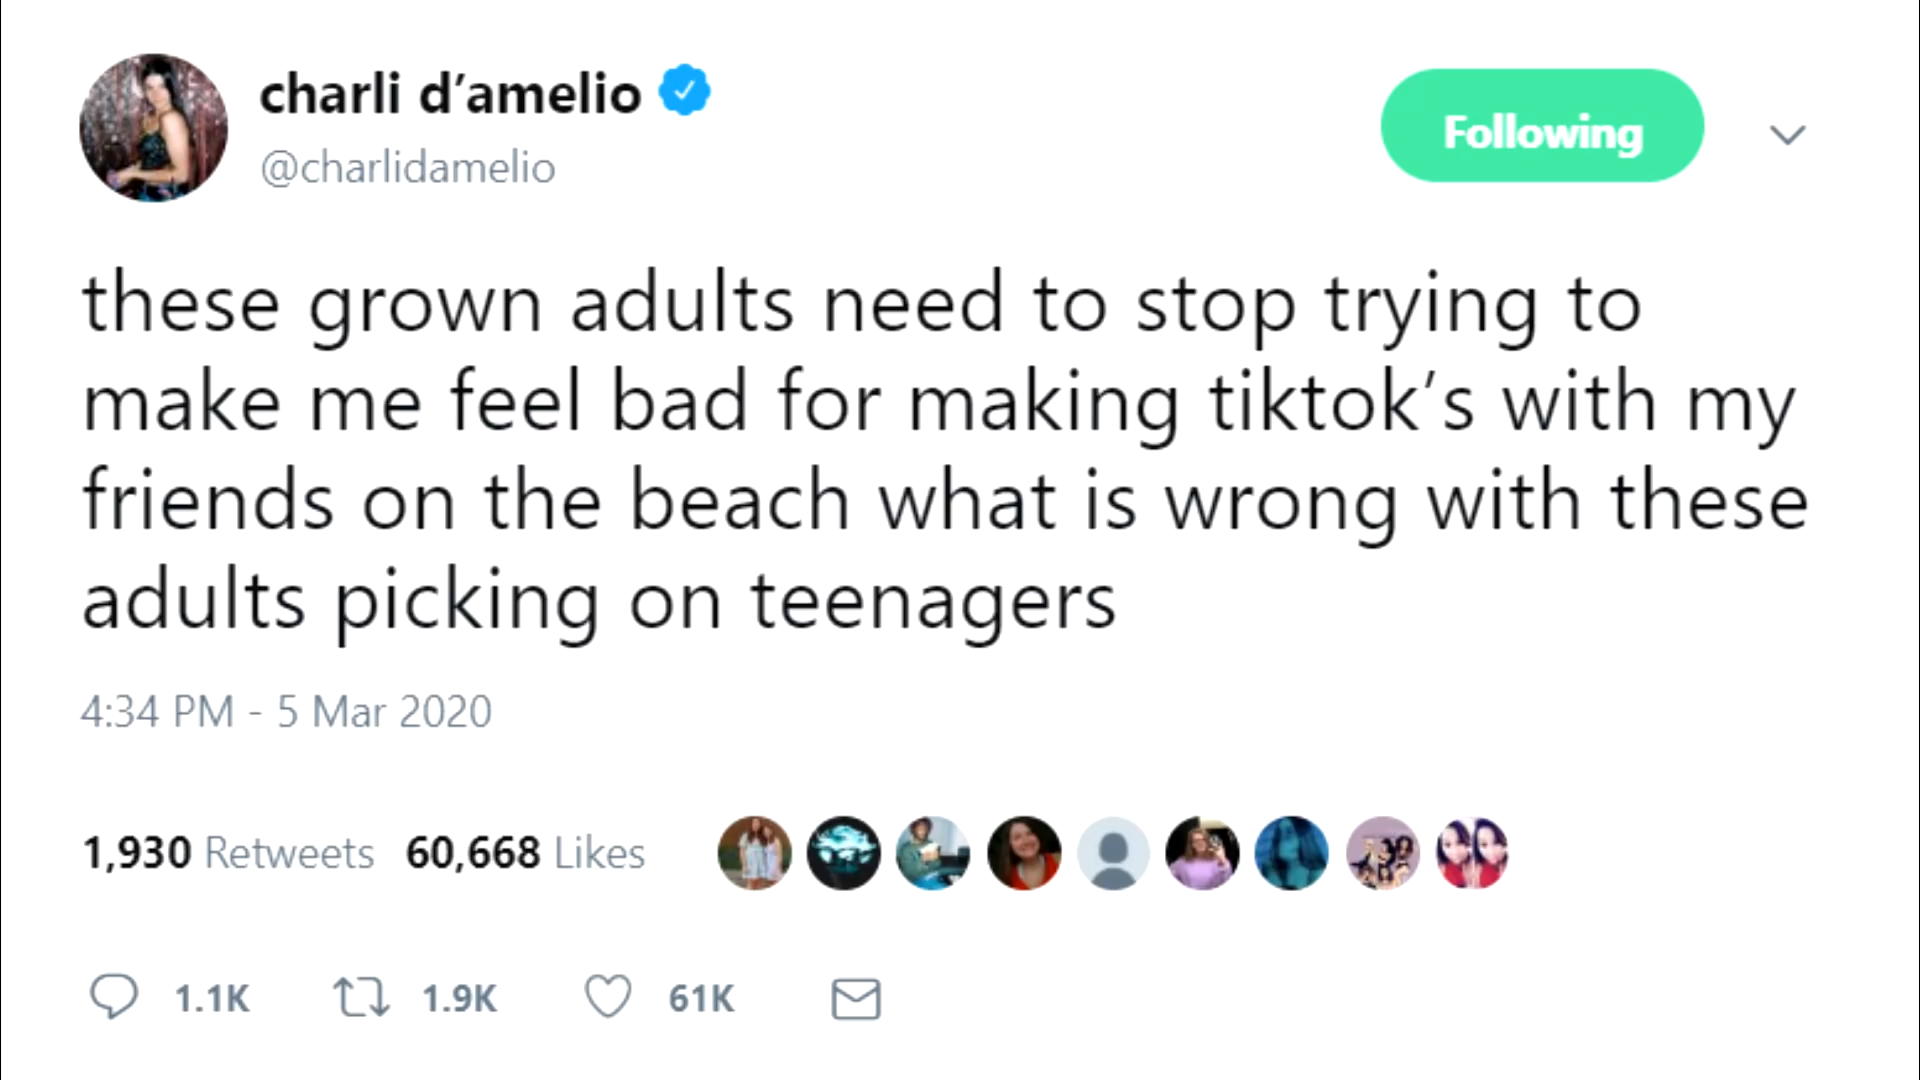 charli d’amelio
@charlidamelio
Following
these grown adults need to stop trying to
make me feel bad for making tiktok’s with my
friends on the beach what is wrong with these
adults picking on teenagers
4:34 PM - 5 Mar 2020
1,930 Retweets 60,668 Likes
1.1K 1.9K 61K